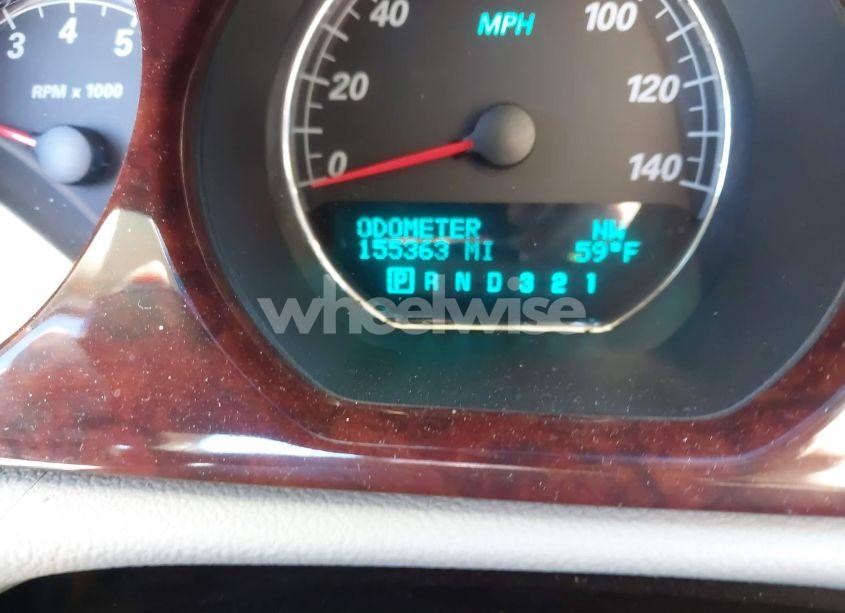 3 4 5
RPM x 1000
40 MPH 100
20 120
0 140
ODOMETER NW
155363 MI 59°F
P R N D 3 2 1
wheelwise